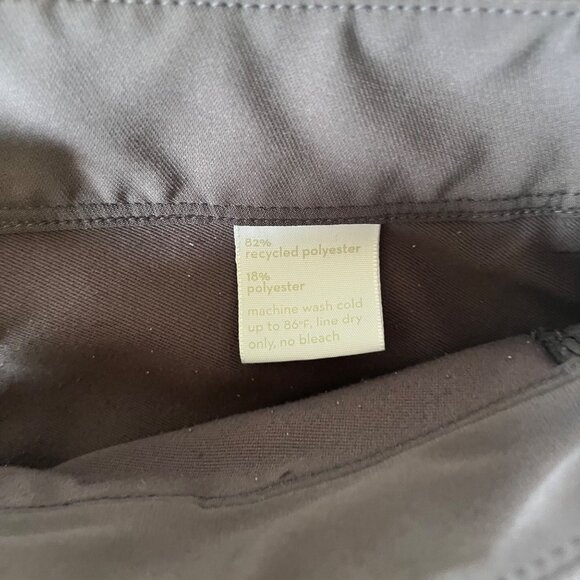 82%
recycled polyester
18%
polyester
machine wash cold
up to 86°F, line dry
only, no bleach